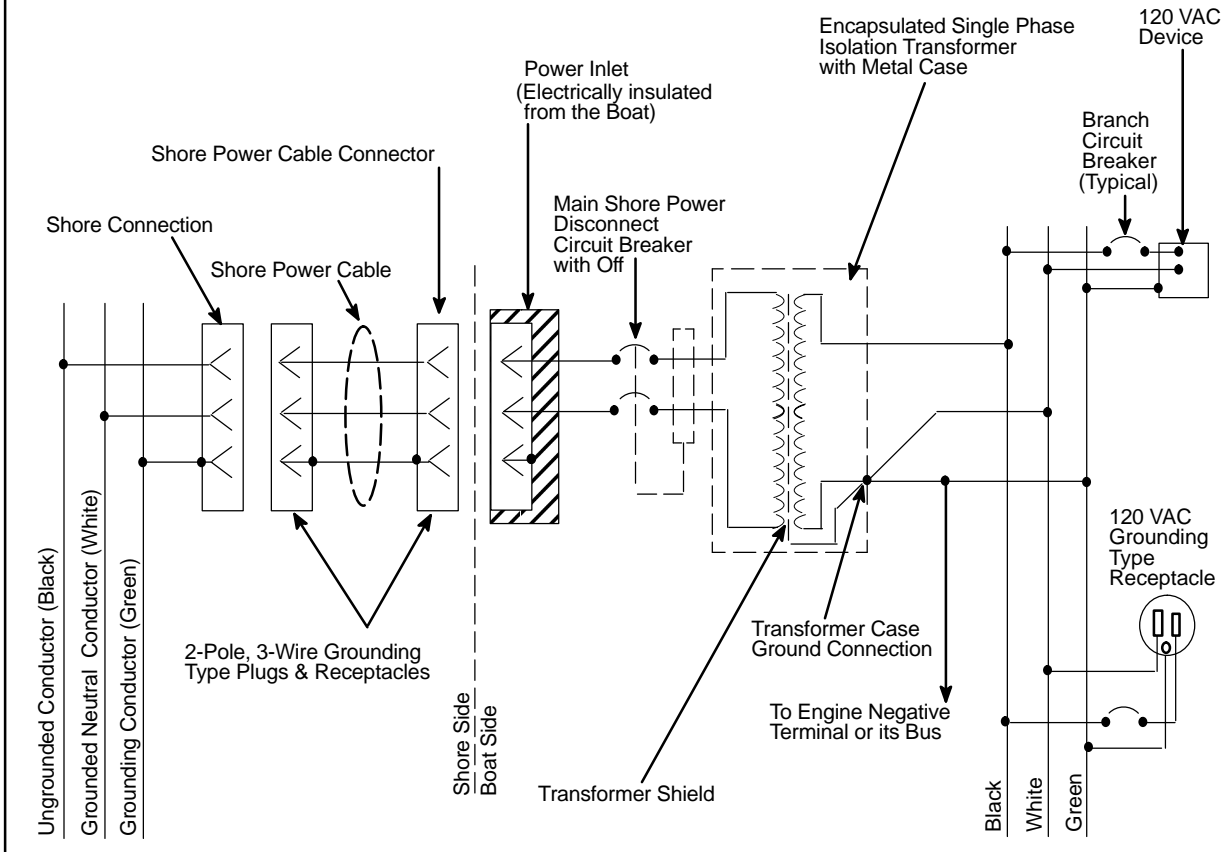 120 VAC
Device
Encapsulated Single Phase
Isolation Transformer
with Metal Case
Power Inlet
(Electrically insulated
from the Boat)
Branch
Circuit
Breaker
(Typical)
Shore Power Cable Connector
Main Shore Power
Disconnect
Circuit Breaker
with Off
Shore Connection
Shore Power Cable
Ungrounded Conductor (Black)
Grounded Neutral Conductor (White)
Grounding Conductor (Green)
2-Pole, 3-Wire Grounding
Type Plugs & Receptacles
Shore Side
Boat Side
Transformer Case
Ground Connection
To Engine Negative
Terminal or its Bus
Transformer Shield
120 VAC
Grounding
Type
Receptacle
Black
White
Green